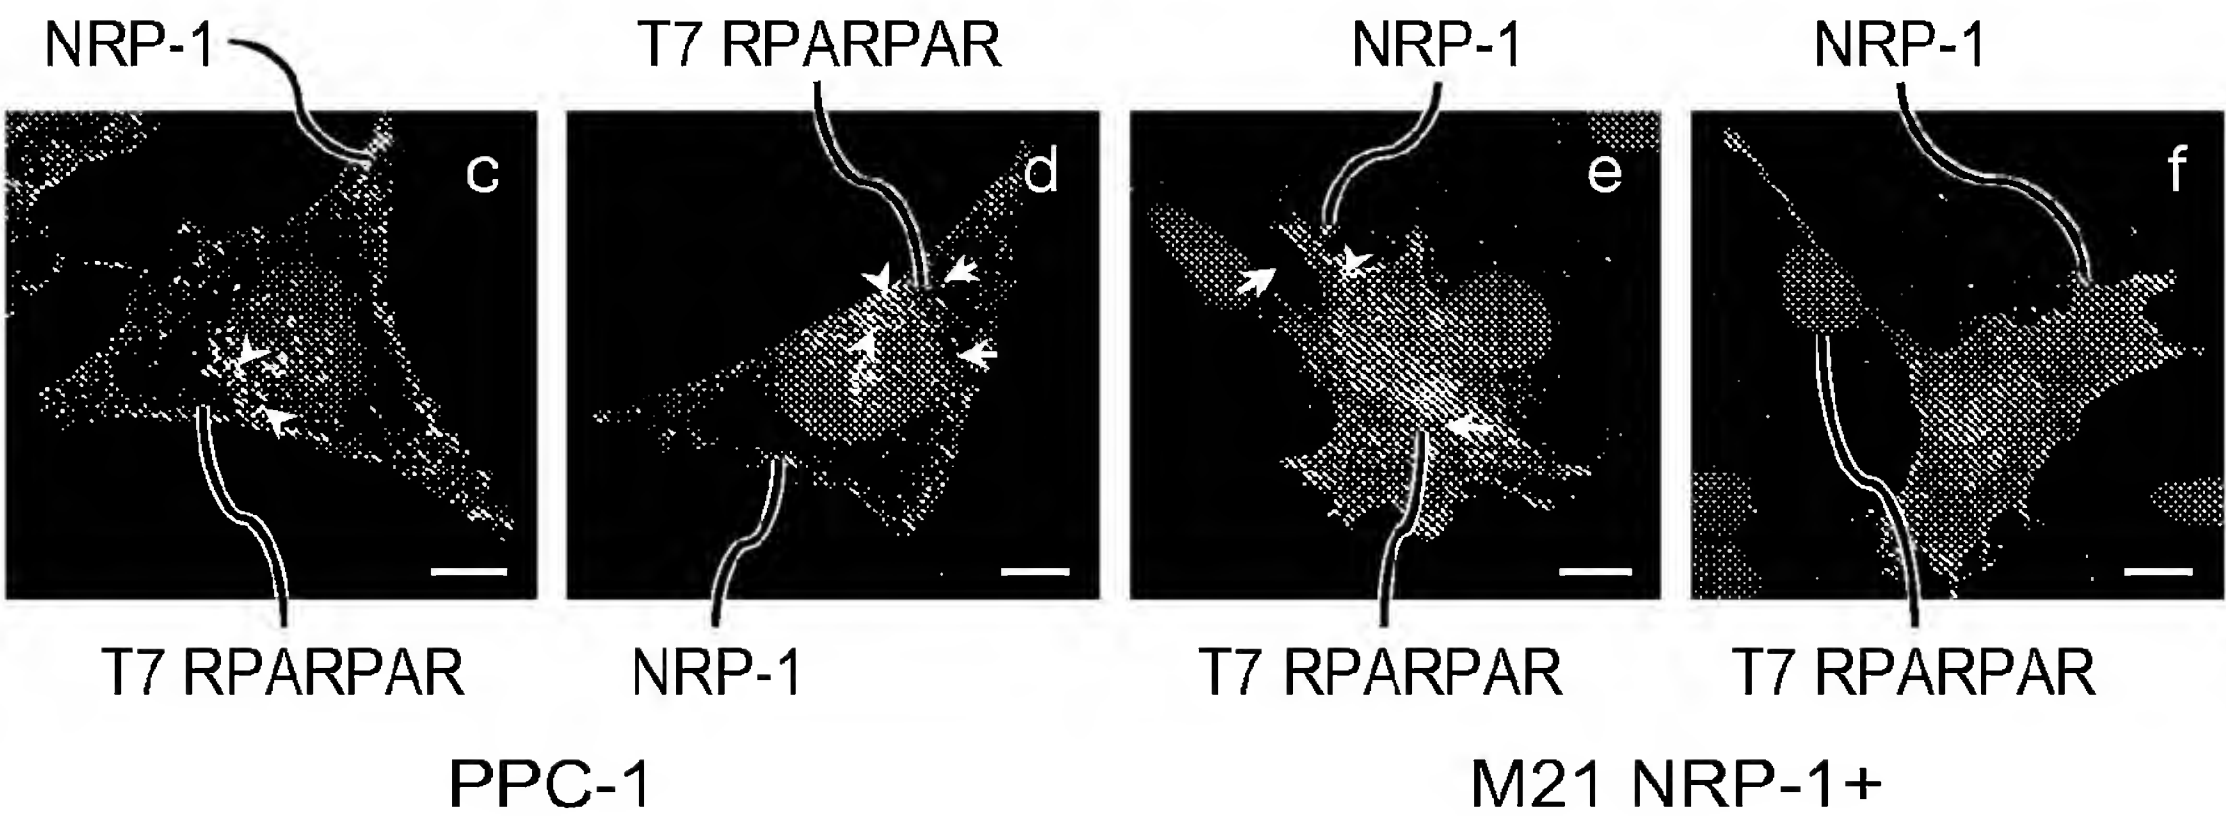 NRP-1 T7 RPARPAR NRP-1 NRP-1
c d e f
T7 RPARPAR NRP-1 T7 RPARPAR T7 RPARPAR
PPC-1 M21 NRP-1+